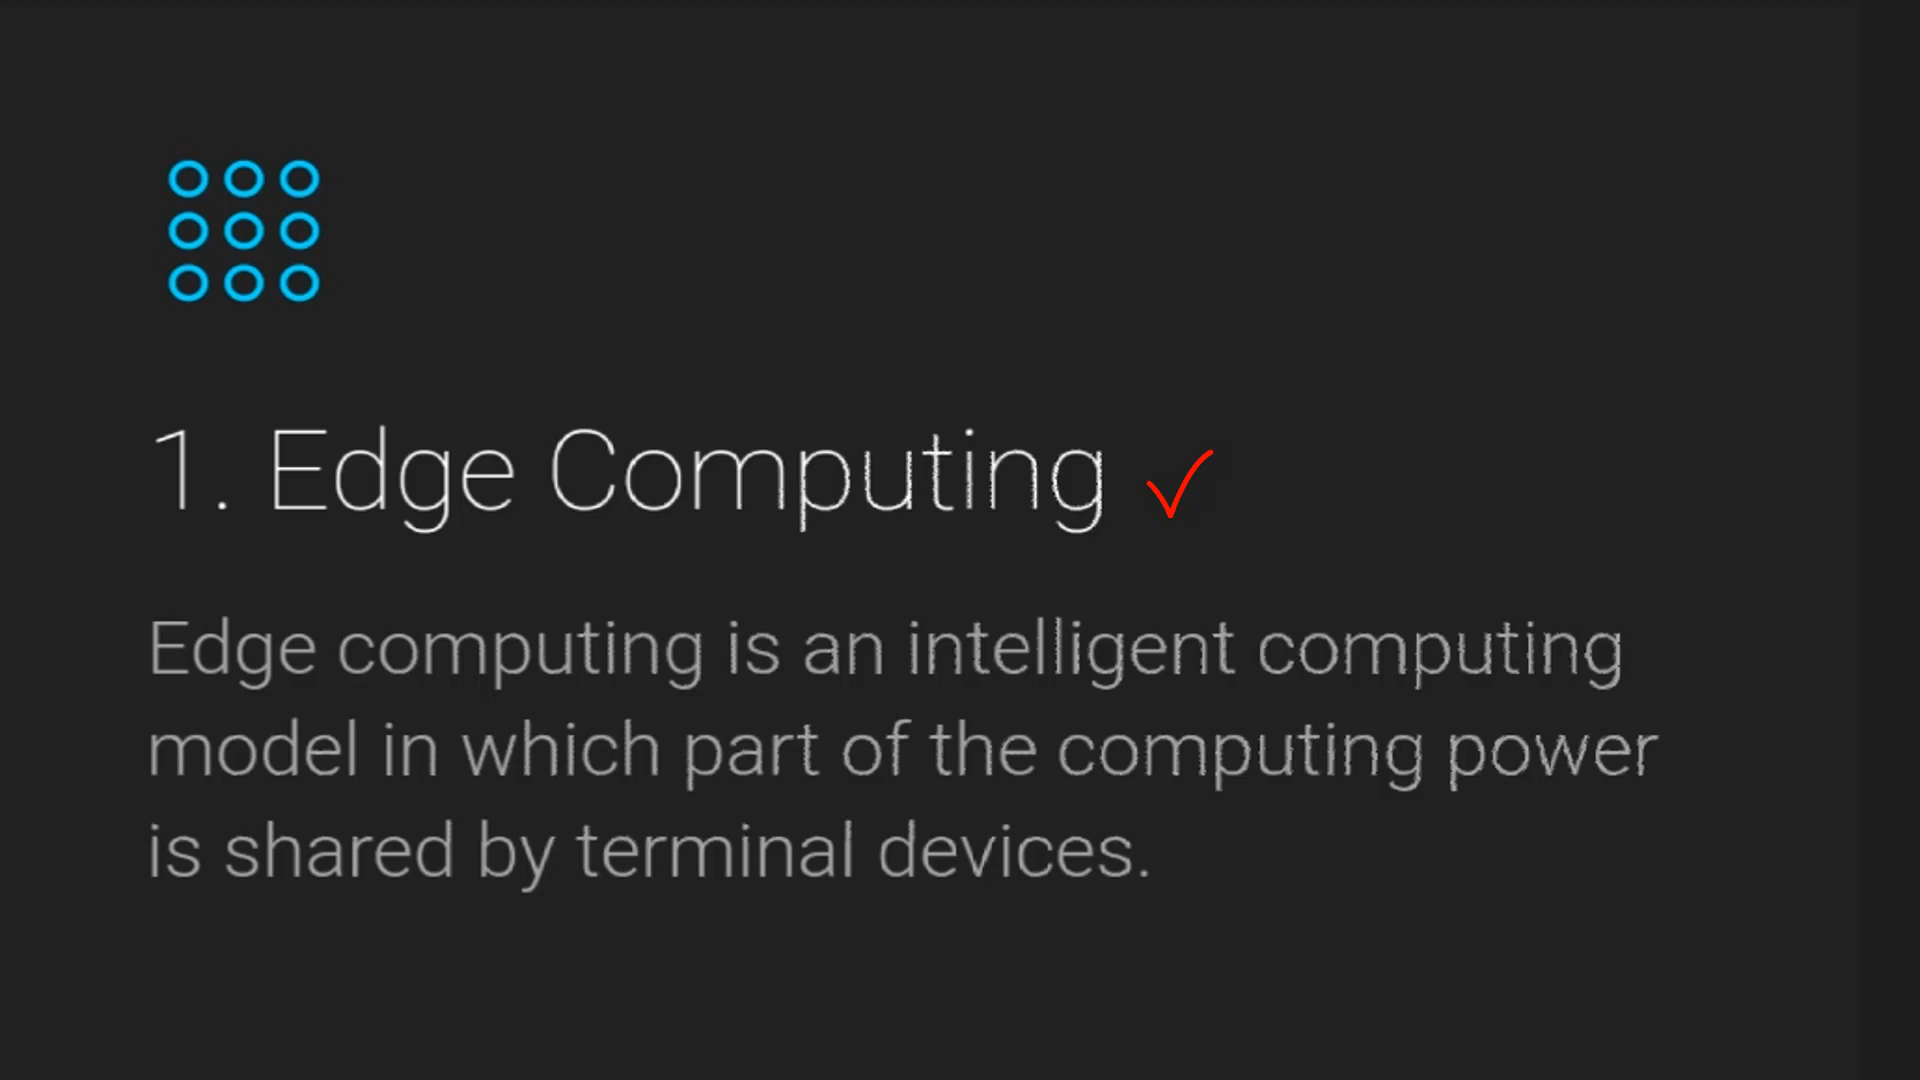 1. Edge Computing
Edge computing is an intelligent computing
model in which part of the computing power
is shared by terminal devices.